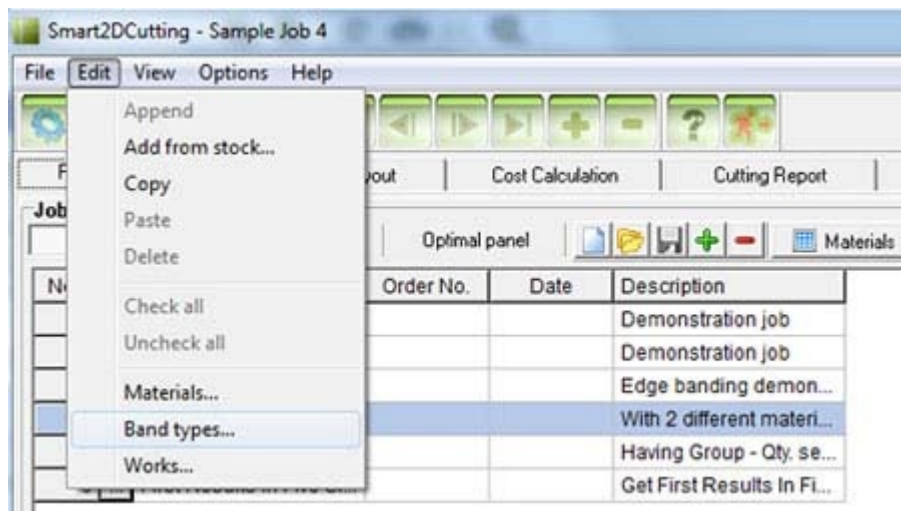 Smart2DCutting - Sample Job 4
File Edit View Options Help
Append
Add from stock...
Copy
Paste
Delete
Check all
Uncheck all
Materials...
Band types...
Works...
Cost Calculation Cutting Report
Job
Optimal panel Materials
Order No. Date Description
Demonstration job
Demonstration job
Edge banding demon...
With 2 different materi...
Having Group - Qty. se...
Get First Results In Fi...